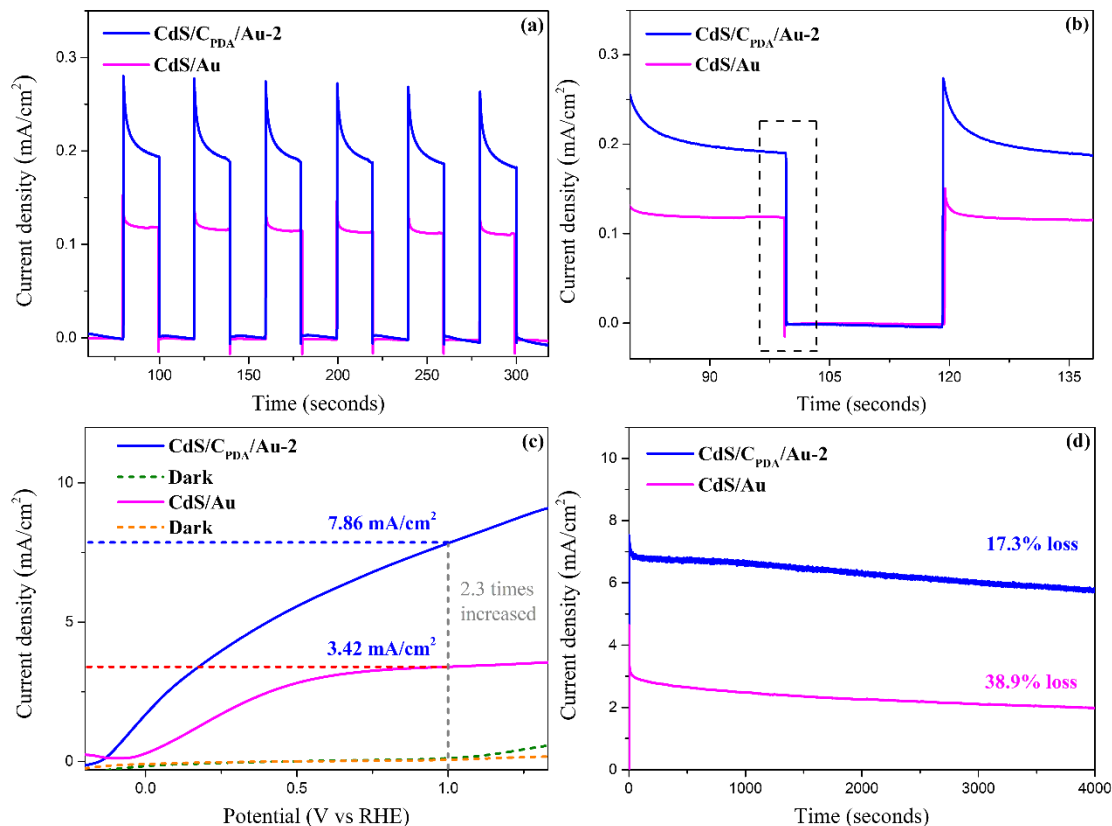 (a)
CdS/C_PDA/Au-2
CdS/Au
0.3
0.2
0.1
0.0
100
150
200
250
300
Time (seconds)
Current density (mA/cm²)
(b)
CdS/C_PDA/Au-2
CdS/Au
0.3
0.2
0.1
0.0
90
105
120
135
Time (seconds)
Current density (mA/cm²)
(c)
CdS/C_PDA/Au-2
Dark
CdS/Au
Dark
7.86 mA/cm²
2.3 times
increased
3.42 mA/cm²
10
5
0
0.0
0.5
1.0
Potential (V vs RHE)
Current density (mA/cm²)
(d)
CdS/C_PDA/Au-2
CdS/Au
17.3% loss
38.9% loss
10
8
6
4
2
0
0
1000
2000
3000
4000
Time (seconds)
Current density (mA/cm²)